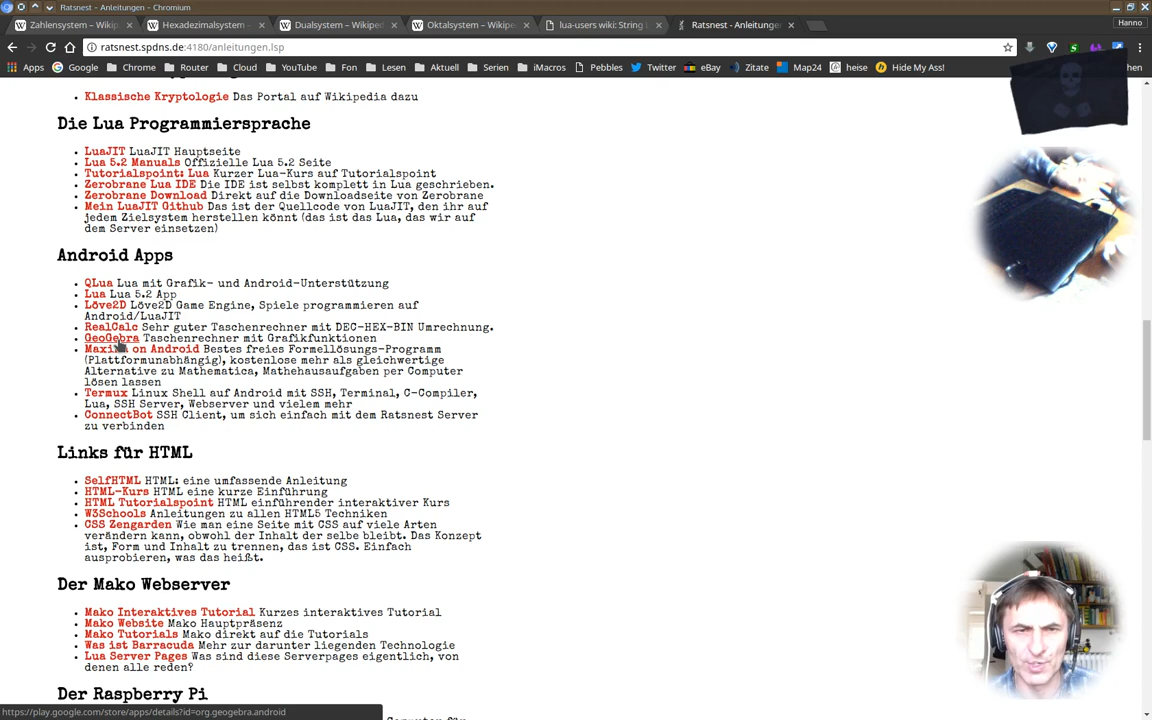 Ratsnest – Anleitungen – Chromium
Zahlensystem – Wikip
Hexadezimalsystem –
Dualsystem – Wikiped
Oktalsystem – Wikipe
lua-users wiki: String L
Ratsnest - Anleitunge
Hanno
ratsnest.spdns.de:4180/anleitungen.lsp
Apps Google Chrome Router Cloud YouTube Fon Lesen Aktuell Serien iMacros Pebbles Twitter eBay Zitate Map24 heise Hide My Ass!
Klassische Kryptologie Das Portal auf Wikipedia dazu
Die Lua Programmiersprache
LuaJIT LuaJIT Hauptseite
Lua 5.2 Manuals Offizielle Lua 5.2 Seite
Tutorialspoint: Lua Kurzer Lua-Kurs auf Tutorialspoint
Zerobrane Lua IDE Die IDE ist selbst komplett in Lua geschrieben.
Zerobrane Download Direkt auf die Downloadseite von Zerobrane
Mein LuaJIT Github Das ist der Quellcode von LuaJIT, den ihr auf
jedem Zielsystem herstellen könnt (das ist das Lua, das wir auf
dem Server einsetzen)
Android Apps
QLua Lua mit Grafik- und Android-Unterstützung
Lua Lua 5.2 App
Löve2D Löve2D Game Engine, Spiele programmieren auf
Android/LuaJIT
RealCalc Sehr guter Taschenrechner mit DEC-HEX-BIN Umrechnung.
GeoGebra Taschenrechner mit Grafikfunktionen
Maxima on Android Bestes freies Formellösungs-Programm
(Plattformunabhängig), kostenlose mehr als gleichwertige
Alternative zu Mathematica, Mathehausaufgaben per Computer
lösen lassen
Termux Linux Shell auf Android mit SSH, Terminal, C-Compiler,
Lua, SSH Server, Webserver und vielem mehr
ConnectBot SSH Client, um sich einfach mit dem Ratsnest Server
zu verbinden
Links für HTML
SelfHTML HTML: eine umfassende Anleitung
HTML-Kurs HTML eine kurze Einführung
HTML Tutorialspoint HTML einführender interaktiver Kurs
W3Schools Anleitungen zu allen HTML5 Techniken
CSS Zengarden Wie man eine Seite mit CSS auf viele Arten
verändern kann, obwohl der Inhalt der selbe bleibt. Das Konzept
ist, Form und Inhalt zu trennen, das ist CSS. Einfach
ausprobieren, was das heißt.
Der Mako Webserver
Mako Interaktives Tutorial Kurzes interaktives Tutorial
Mako Website Mako Hauptpräsenz
Mako Tutorials Mako direkt auf die Tutorials
Was ist Barracuda Mehr zur darunter liegenden Technologie
Lua Server Pages Was sind diese Serverpages eigentlich, von
denen alle reden?
Der Raspberry Pi
https://play.google.com/store/apps/details?id=org.geogebra.android